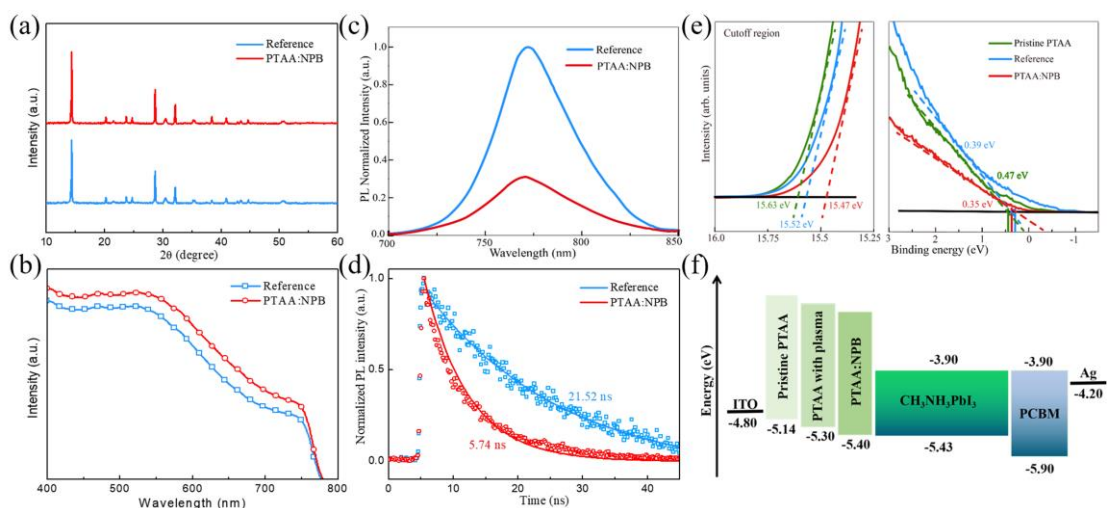 (a)
Reference
PTAA:NPB
Intensity (a.u.)
10 20 30 40 50 60
2θ (degree)
(b)
Reference
PTAA:NPB
Intensity (a.u.)
400 500 600 700 800
Wavelength (nm)
(c)
Reference
PTAA:NPB
PL Normalized Intensity (a.u.)
1.0
0.8
0.6
0.4
0.2
0
700 750 800 850
Wavelength (nm)
(d)
Reference
PTAA:NPB
Normalized PL intensity (a.u.)
1.0
0.5
0.0
21.52 ns
5.74 ns
0 10 20 30 40
Time (ns)
(e)
Cutoff region
Pristine PTAA
Reference
PTAA:NPB
Intensity (arb. units)
15.63 eV
15.52 eV
15.47 eV
0.39 eV
0.47 eV
0.35 eV
16.0 15.75 15.5 15.25
3 2 1 0 -1
Binding energy (eV)
(f)
Energy (eV)
ITO
-4.80
Pristine PTAA
-5.14
PTAA with plasma
-5.30
PTAA:NPB
-5.40
-3.90
CH₃NH₃PbI₃
-5.43
-3.90
PCBM
-5.90
Ag
-4.20